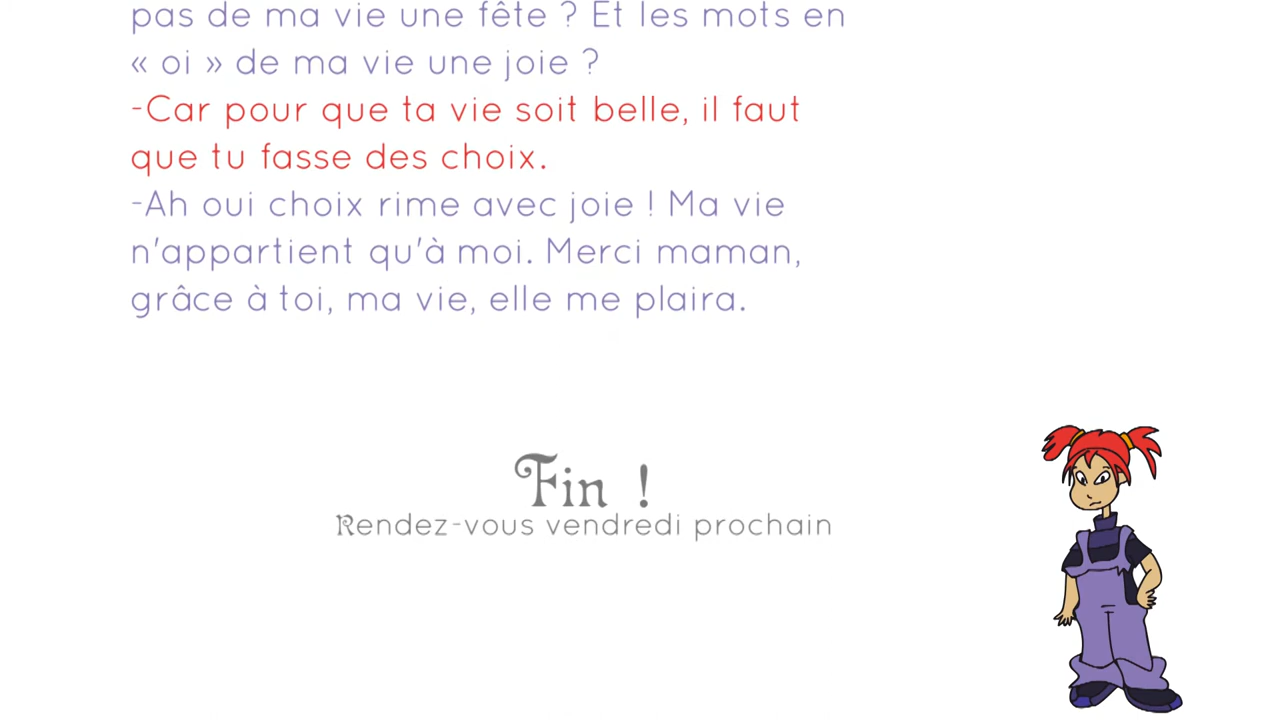 pas de ma vie une fête ? Et les mots en
« oi » de ma vie une joie ?
-Car pour que ta vie soit belle, il faut
que tu fasse des choix.
-Ah oui choix rime avec joie ! Ma vie
n'appartient qu'à moi. Merci maman,
grâce à toi, ma vie, elle me plaira.
Fin !
Rendez-vous vendredi prochain